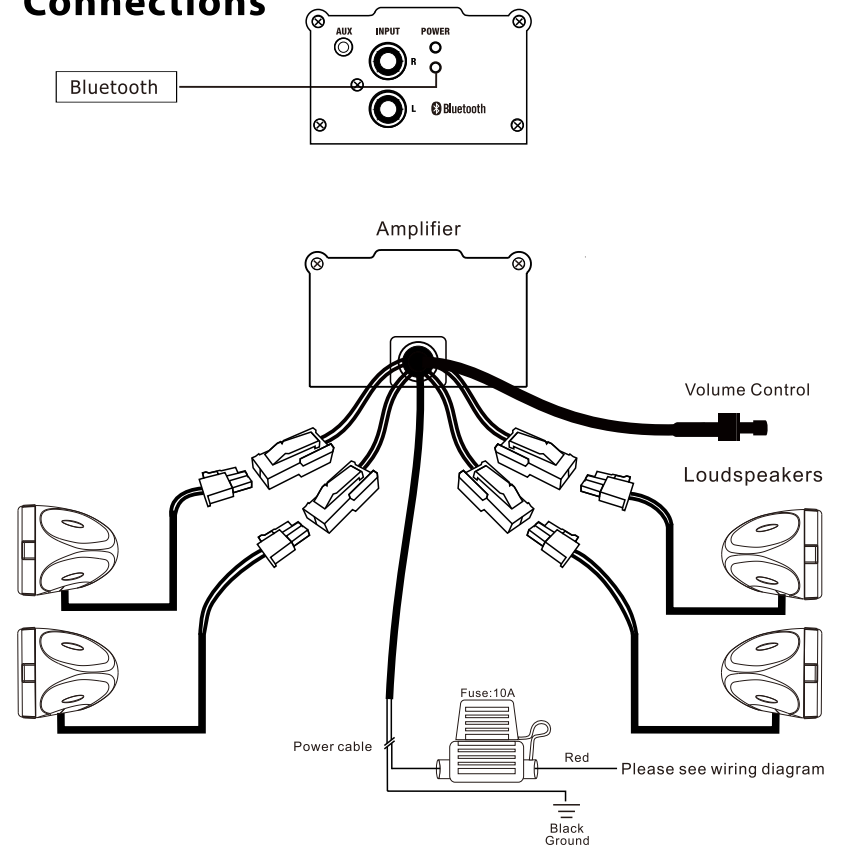 Connections
AUX INPUT POWER
R
Bluetooth
L Bluetooth
Amplifier
Volume Control
Loudspeakers
Fuse:10A
Power cable
Red
Please see wiring diagram
Black
Ground